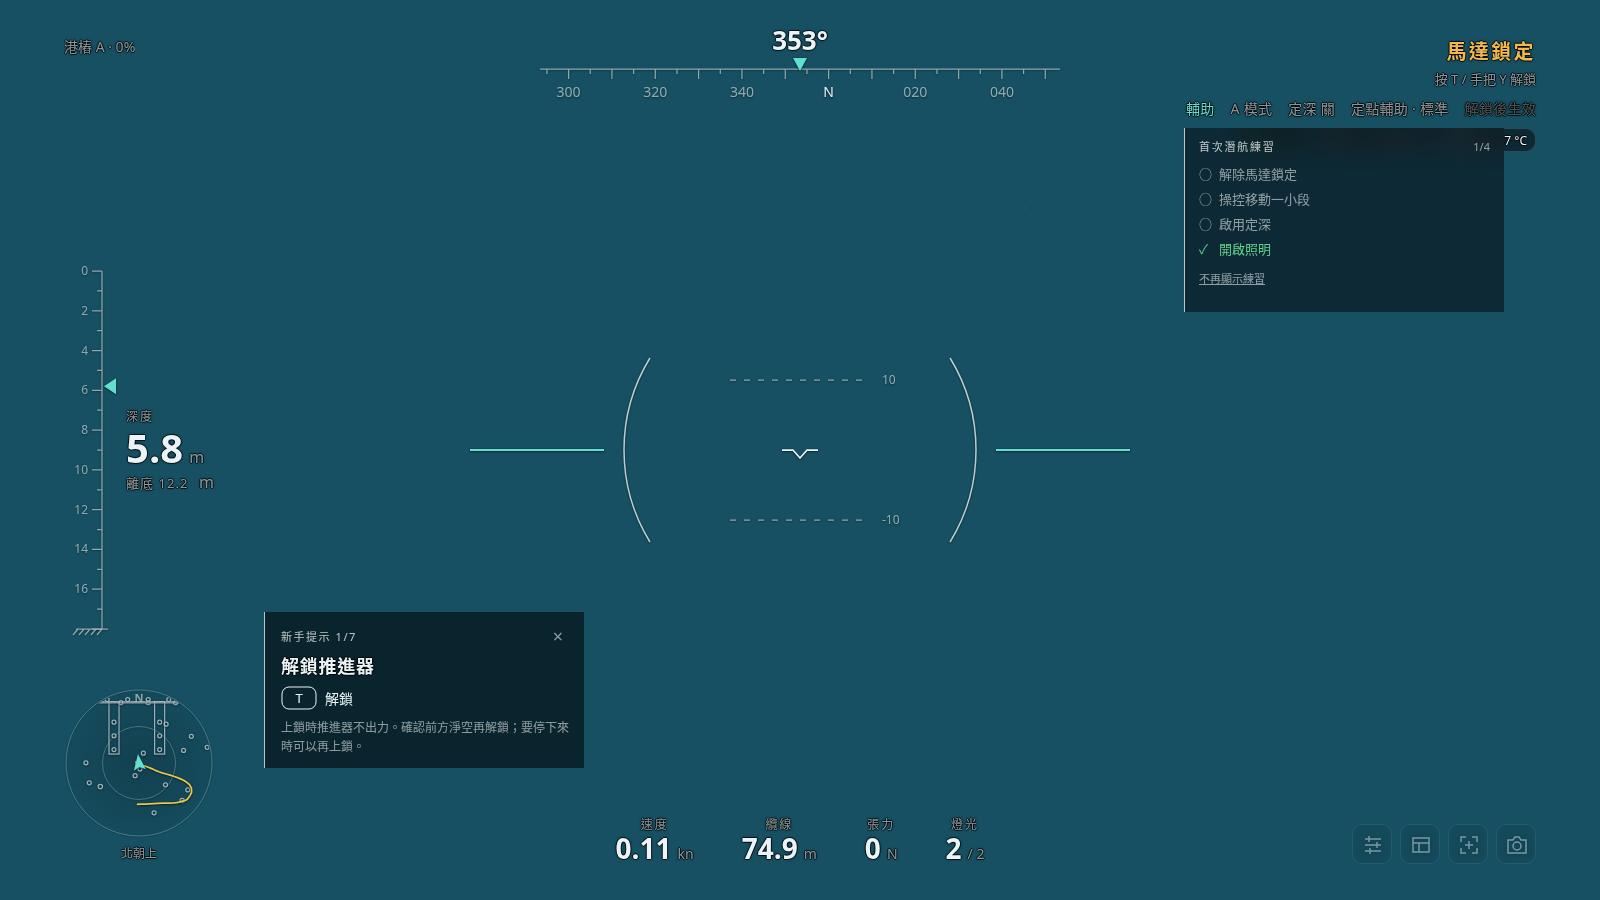 港樁 A · 0%
353°
300 320 340 N 020 040
馬達鎖定
按 T / 手把 Y 解鎖
輔助 A 模式 定深 關 定點輔助 · 標準 解鎖後生效
7 °C
首次潛航練習 1/4
解除馬達鎖定
操控移動一小段
啟用定深
✓ 開啟照明
不再顯示練習
0
2
4
6
8
10
12
14
16
深度
5.8 m
離底 12.2 m
10
-10
新手提示 1/7 ✕
解鎖推進器
T 解鎖
上鎖時推進器不出力。確認前方淨空再解鎖；要停下來
時可以再上鎖。
N
北朝上
速度 纜線 張力 燈光
0.11 kn 74.9 m 0 N 2 / 2